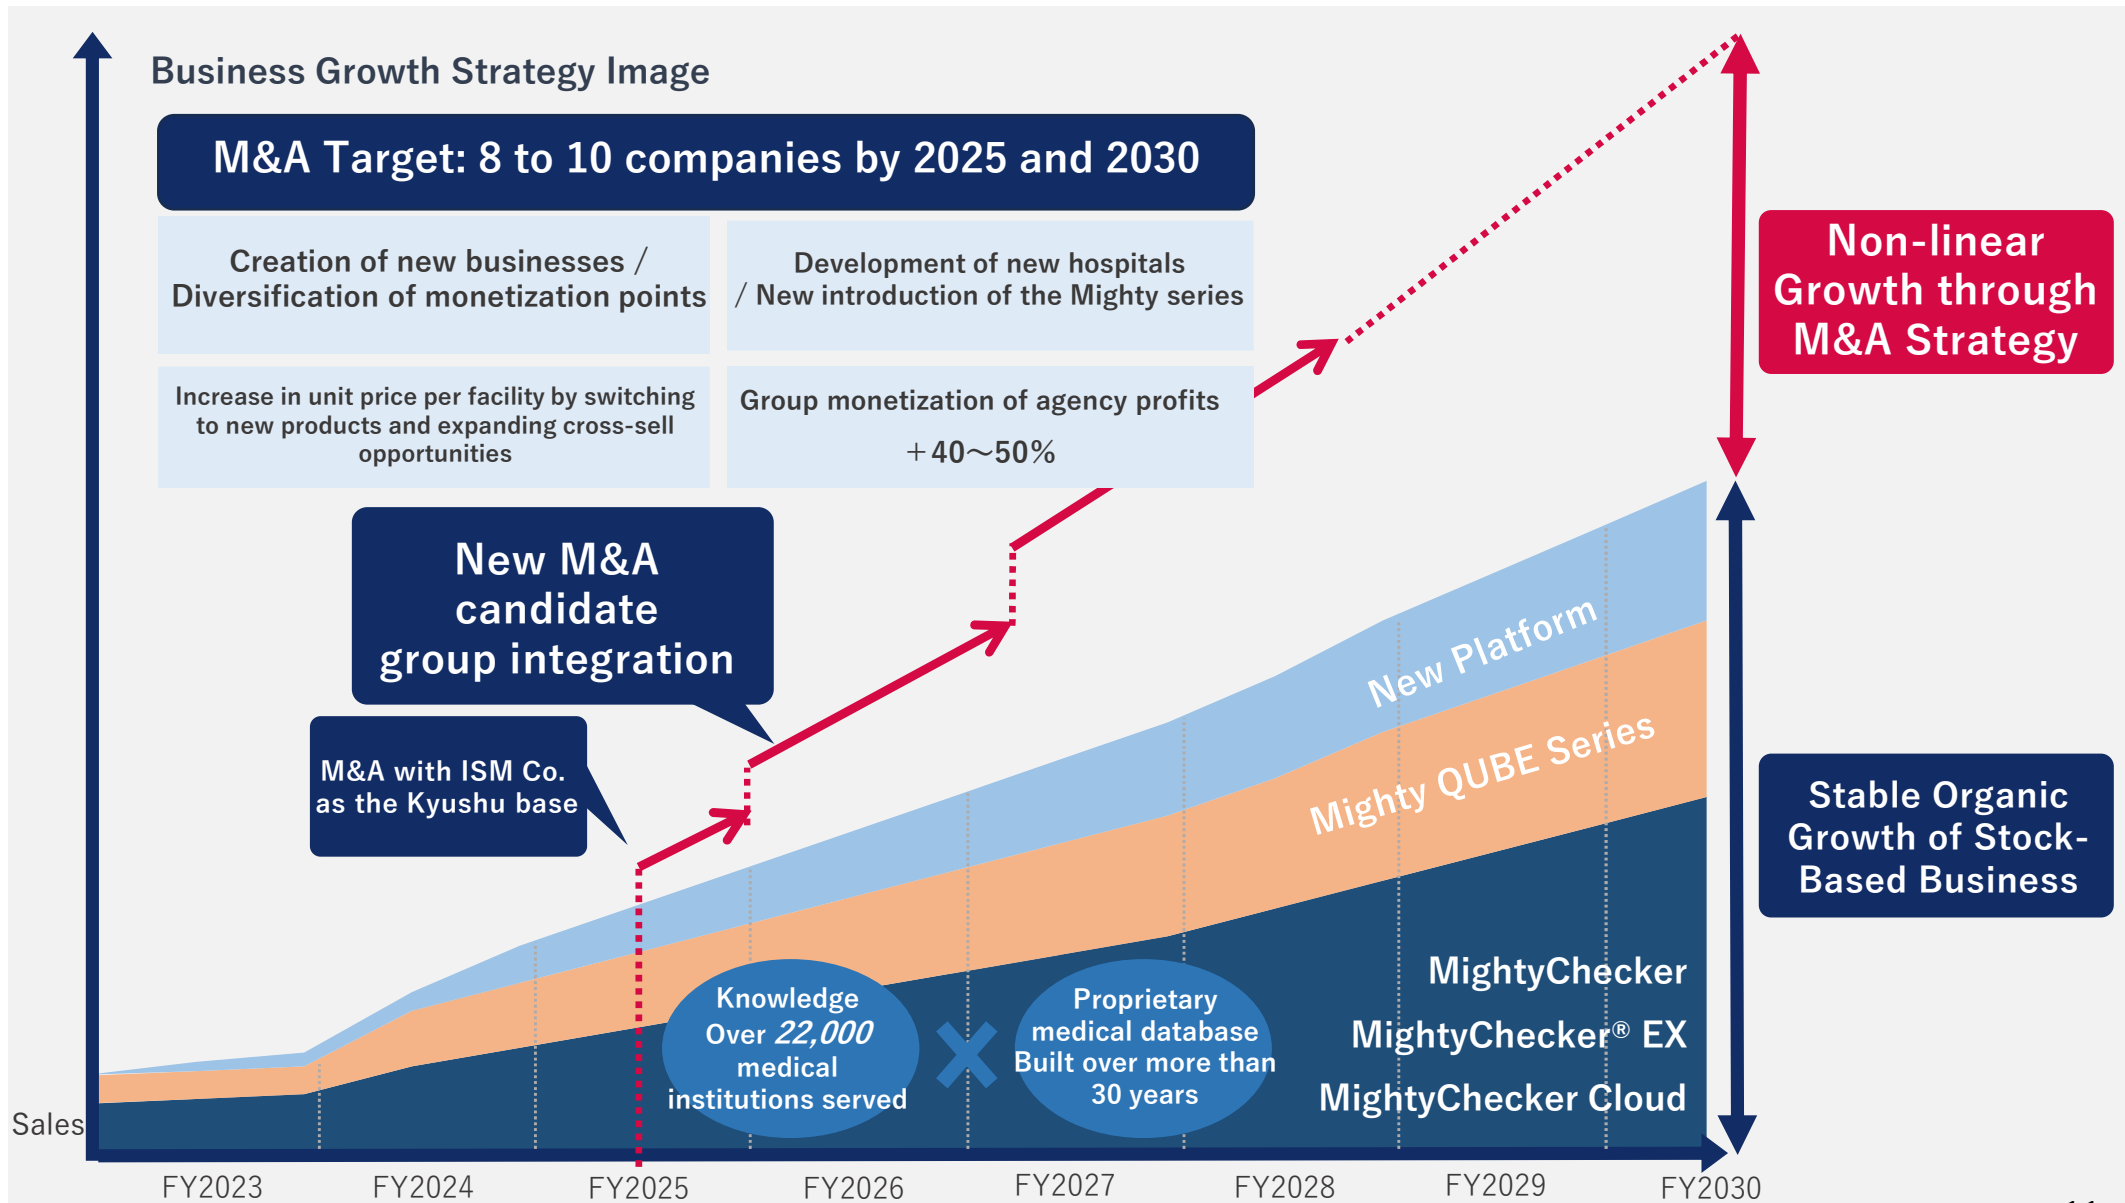 Business Growth Strategy Image
M&A Target: 8 to 10 companies by 2025 and 2030
Creation of new businesses /
Diversification of monetization points
Development of new hospitals
/ New introduction of the Mighty series
Increase in unit price per facility by switching
to new products and expanding cross-sell
opportunities
Group monetization of agency profits
+40～50%
New M&A
candidate
group integration
M&A with ISM Co.
as the Kyushu base
Non-linear
Growth through
M&A Strategy
New Platform
Mighty QUBE Series
Stable Organic
Growth of Stock-
Based Business
Knowledge
Over 22,000
medical
institutions served
Proprietary
medical database
Built over more than
30 years
MightyChecker
MightyChecker® EX
MightyChecker Cloud
Sales
FY2023
FY2024
FY2025
FY2026
FY2027
FY2028
FY2029
FY2030